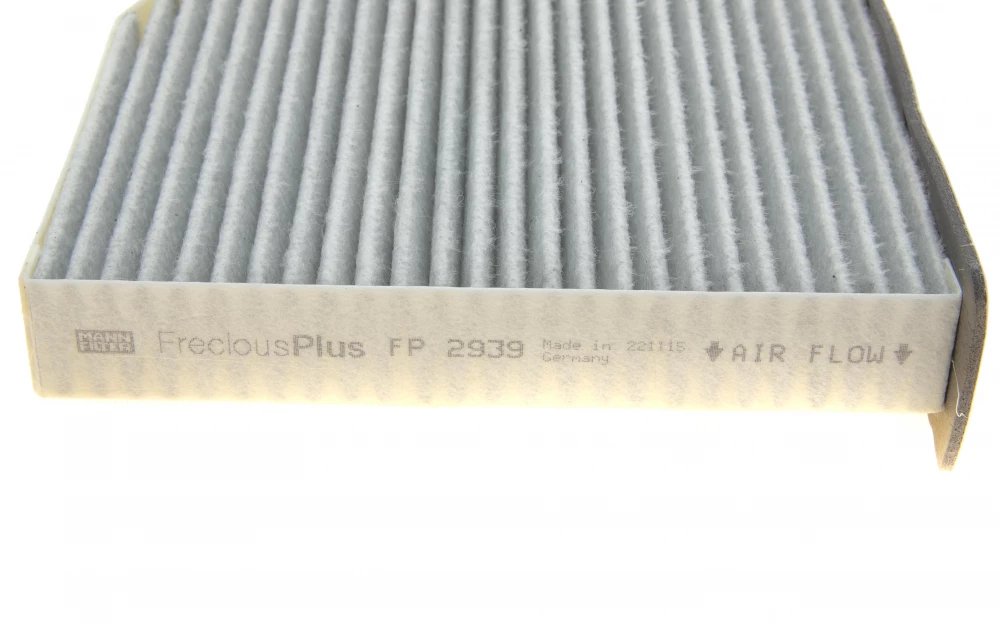 MANN
FILTER
FreciousPlus FP 2939
Made in 221115
Germany
AIR FLOW